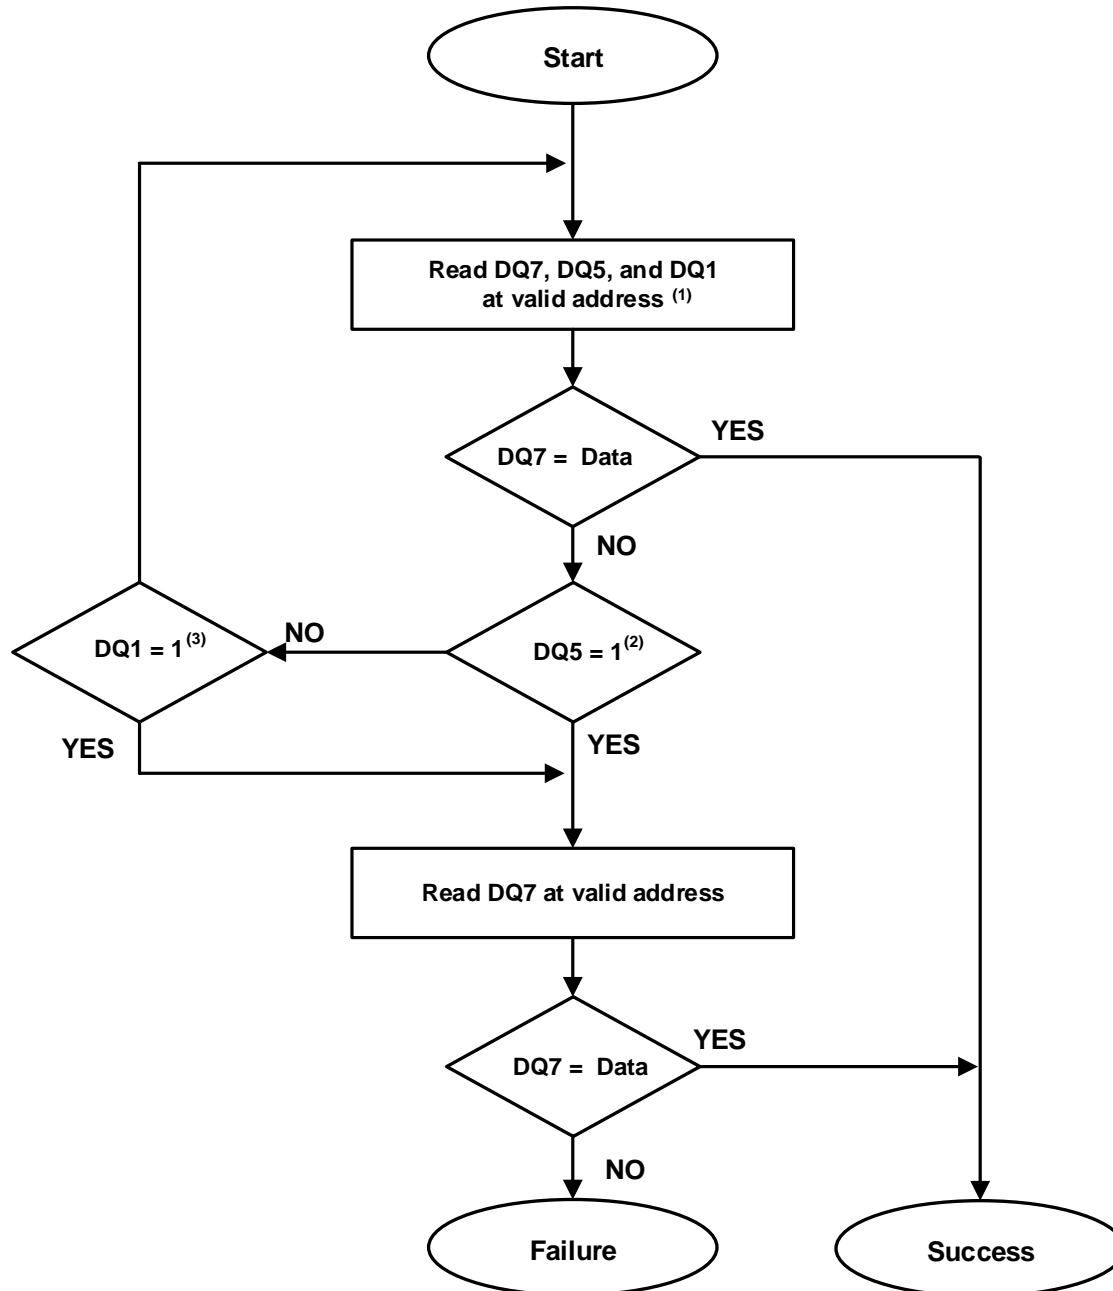 Start
Read DQ7, DQ5, and DQ1
at valid address (1)
DQ7 = Data
YES
NO
DQ5 = 1(2)
NO
DQ1 = 1(3)
YES
YES
Read DQ7 at valid address
DQ7 = Data
YES
NO
Failure
Success